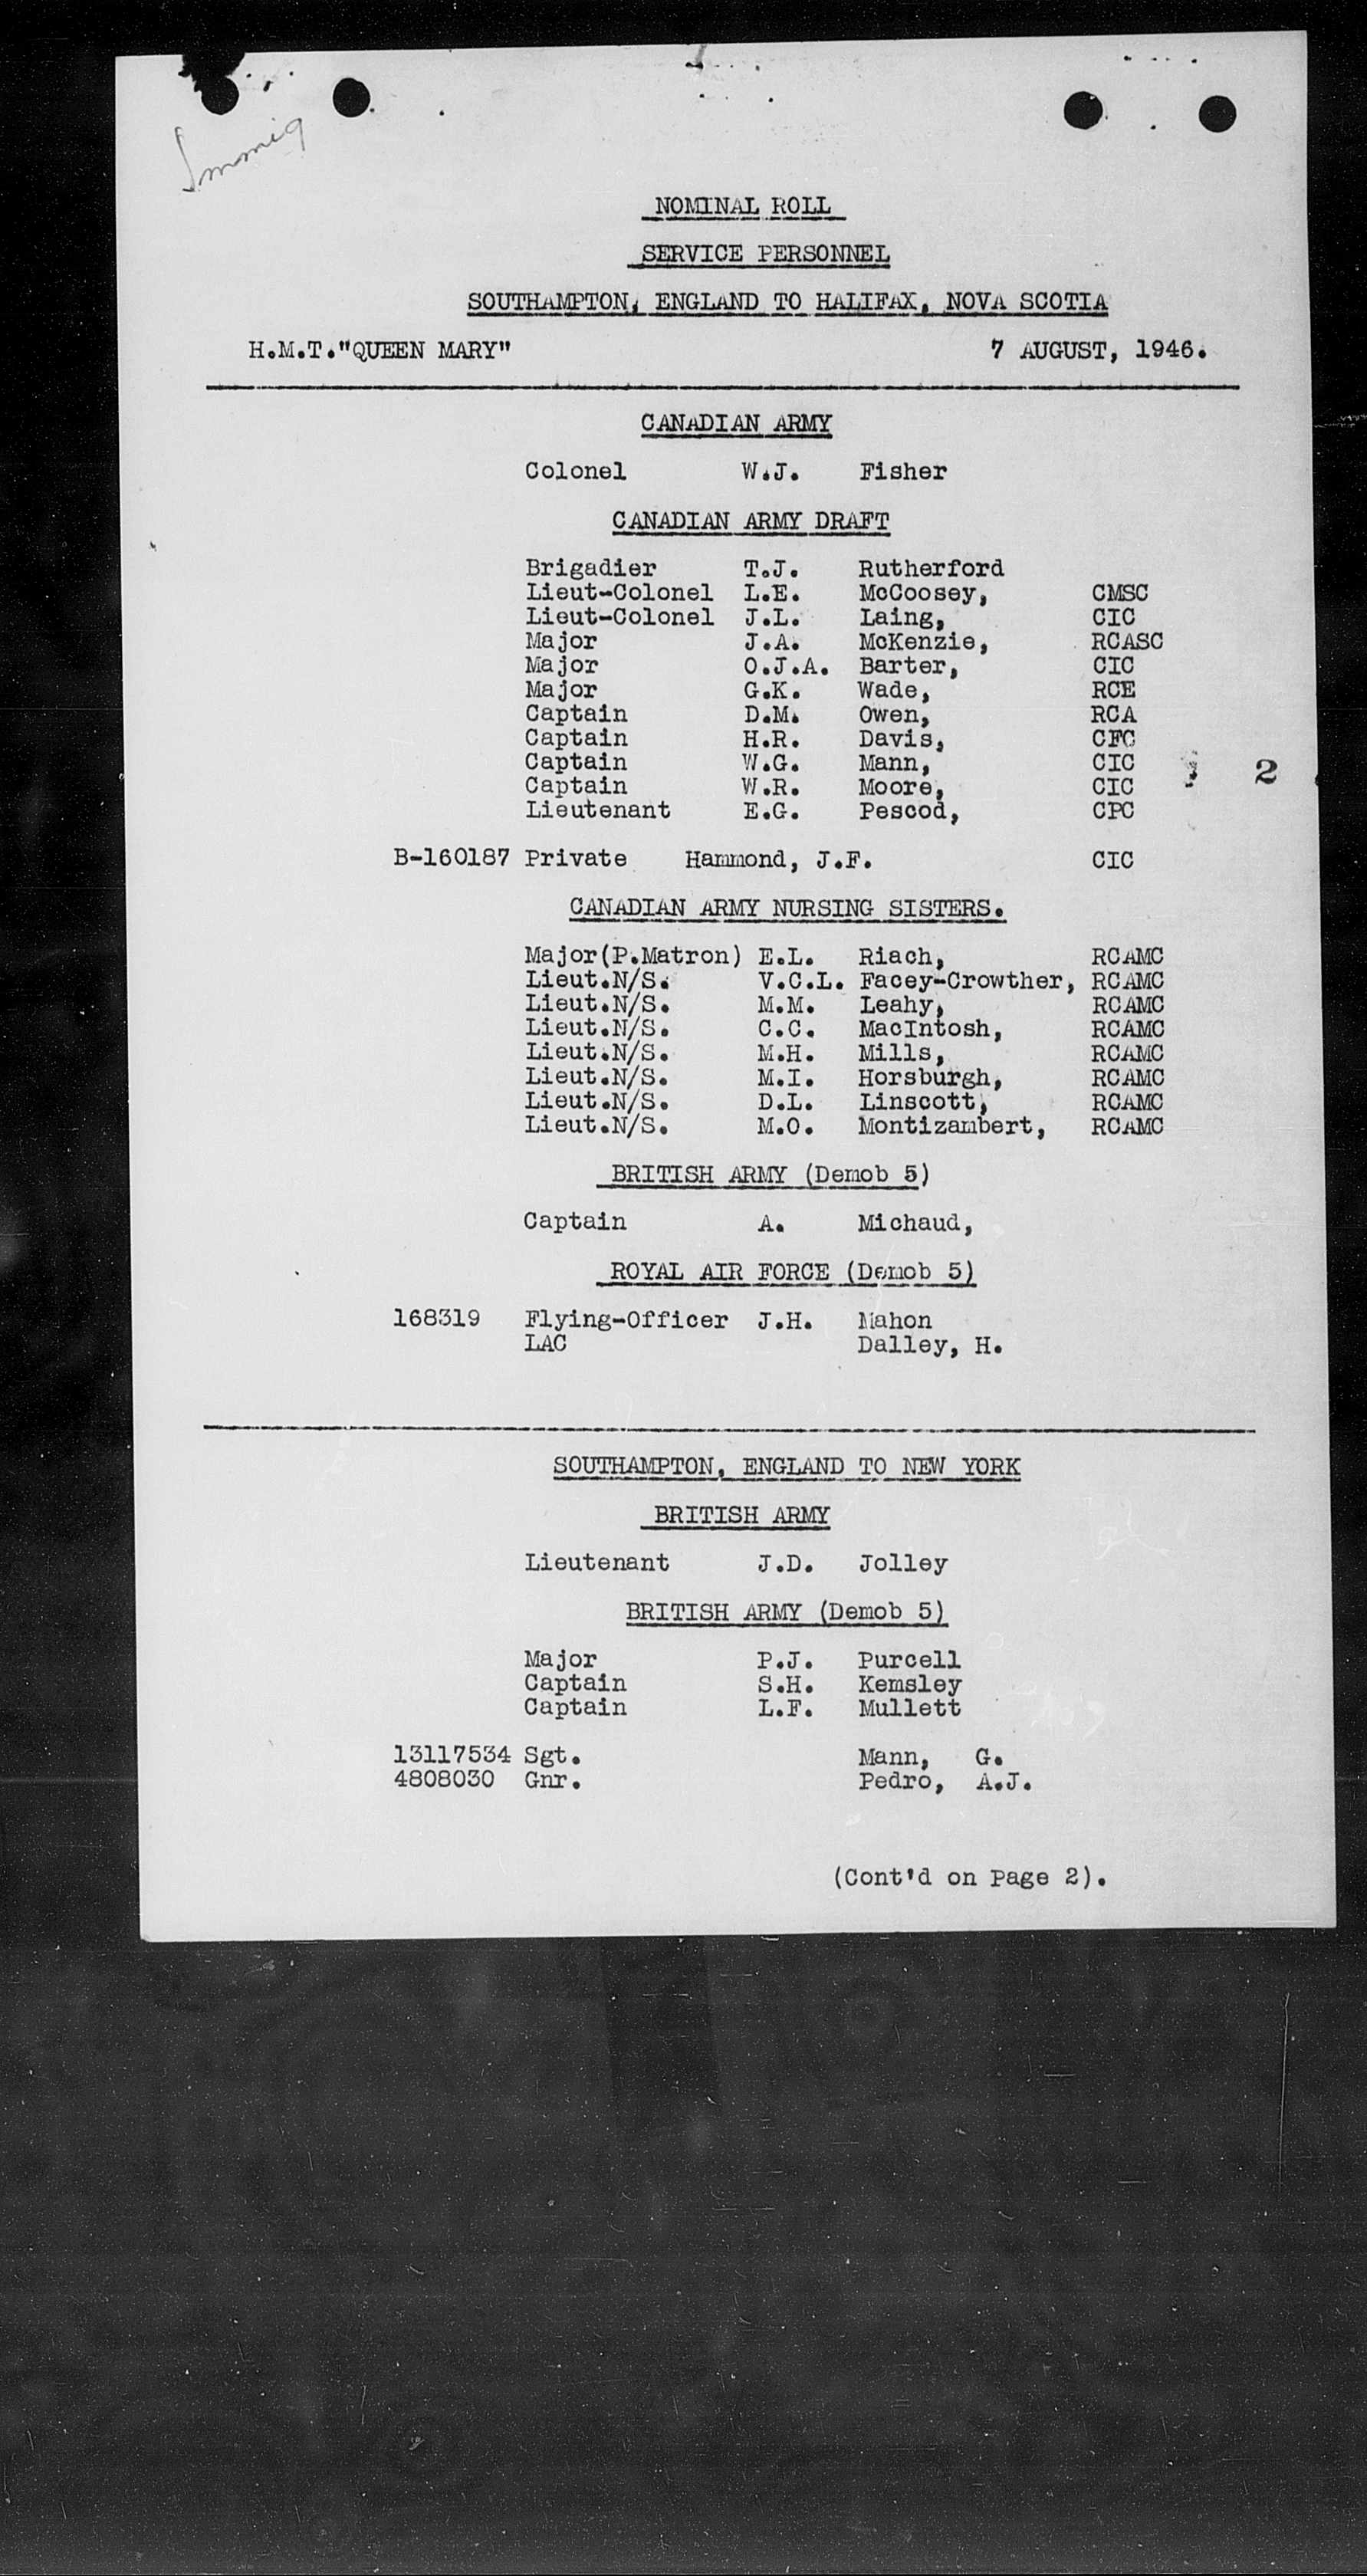 Immig
NOMINAL ROLL
SERVICE PERSONNEL
SOUTHAMPTON, ENGLAND TO HALIFAX, NOVA SCOTIA
H.M.T."QUEEN MARY" 7 AUGUST, 1946.
CANADIAN ARMY
Colonel W.J. Fisher
CANADIAN ARMY DRAFT
Brigadier T.J. Rutherford
Lieut-Colonel L.E. McCoosey, CMSC
Lieut-Colonel J.L. Laing, CIC
Major J.A. McKenzie, RCASC
Major O.J.A. Barter, CIC
Major G.K. Wade, RCE
Captain D.M. Owen, RCA
Captain H.R. Davis, CFC
Captain W.G. Mann, CIC 2
Captain W.R. Moore, CIC
Lieutenant E.G. Pescod, CPC
B-160187 Private Hammond, J.F. CIC
CANADIAN ARMY NURSING SISTERS.
Major(P.Matron) E.L. Riach, RCAMC
Lieut.N/S. V.C.L. Facey-Crowther, RCAMC
Lieut.N/S. M.M. Leahy, RCAMC
Lieut.N/S. C.C. MacIntosh, RCAMC
Lieut.N/S. M.H. Mills, RCAMC
Lieut.N/S. M.I. Horsburgh, RCAMC
Lieut.N/S. D.L. Linscott, RCAMC
Lieut.N/S. M.O. Montizambert, RCAMC
BRITISH ARMY (Demob 5)
Captain A. Michaud,
ROYAL AIR FORCE (Demob 5)
168319 Flying-Officer J.H. Mahon
LAC Dalley, H.
SOUTHAMPTON, ENGLAND TO NEW YORK
BRITISH ARMY
Lieutenant J.D. Jolley
BRITISH ARMY (Demob 5)
Major P.J. Purcell
Captain S.H. Kemsley
Captain L.F. Mullett
13117534 Sgt. Mann, G.
4808030 Gnr. Pedro, A.J.
(Cont'd on Page 2).